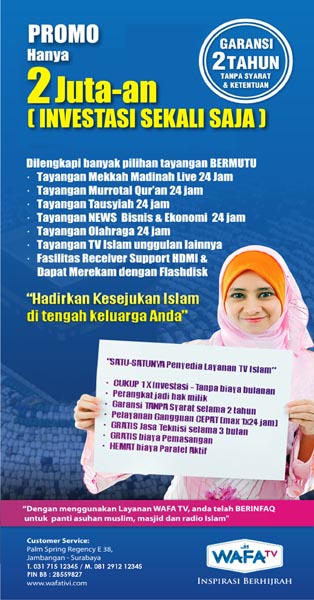 PROMO
Hanya
2 Juta-an
( INVESTASI SEKALI SAJA )
GARANSI
2 TAHUN
TANPA SYARAT
& KETENTUAN
Dilengkapi banyak pilihan tayangan BERMUTU
· Tayangan Mekkah Madinah Live 24 Jam
· Tayangan Murrotal Qur'an 24 jam
· Tayangan Tausyiah 24 jam
· Tayangan NEWS Bisnis & Ekonomi 24 jam
· Tayangan Olahraga 24 jam
· Tayangan TV Islam unggulan lainnya
· Fasilitas Receiver Support HDMI &
Dapat Merekam dengan Flashdisk
"Hadirkan Kesejukan Islam
di tengah keluarga Anda"
"SATU-SATUNYA Penyedia Layanan TV Islam"
· CUKUP 1 X Investasi - Tanpa biaya bulanan
· Perangkat jadi hak milik
· Garansi TANPA Syarat selama 2 tahun
· Pelayanan Gangguan CEPAT (max 1x24 jam)
· GRATIS Jasa Teknisi selama 3 bulan
· GRATIS biaya Pemasangan
· HEMAT biaya Paralel Aktif
"Dengan menggunakan Layanan WAFA TV, anda telah BERINFAQ
untuk panti asuhan muslim, masjid dan radio Islam"
Customer Service:
Palm Spring Regency E 38,
Jambangan - Surabaya
T. 031 715 12345 / M. 081 2912 12345
PIN BB : 28559827
www.wafativi.com
WAFA TV
INSPIRASI BERHIJRAH